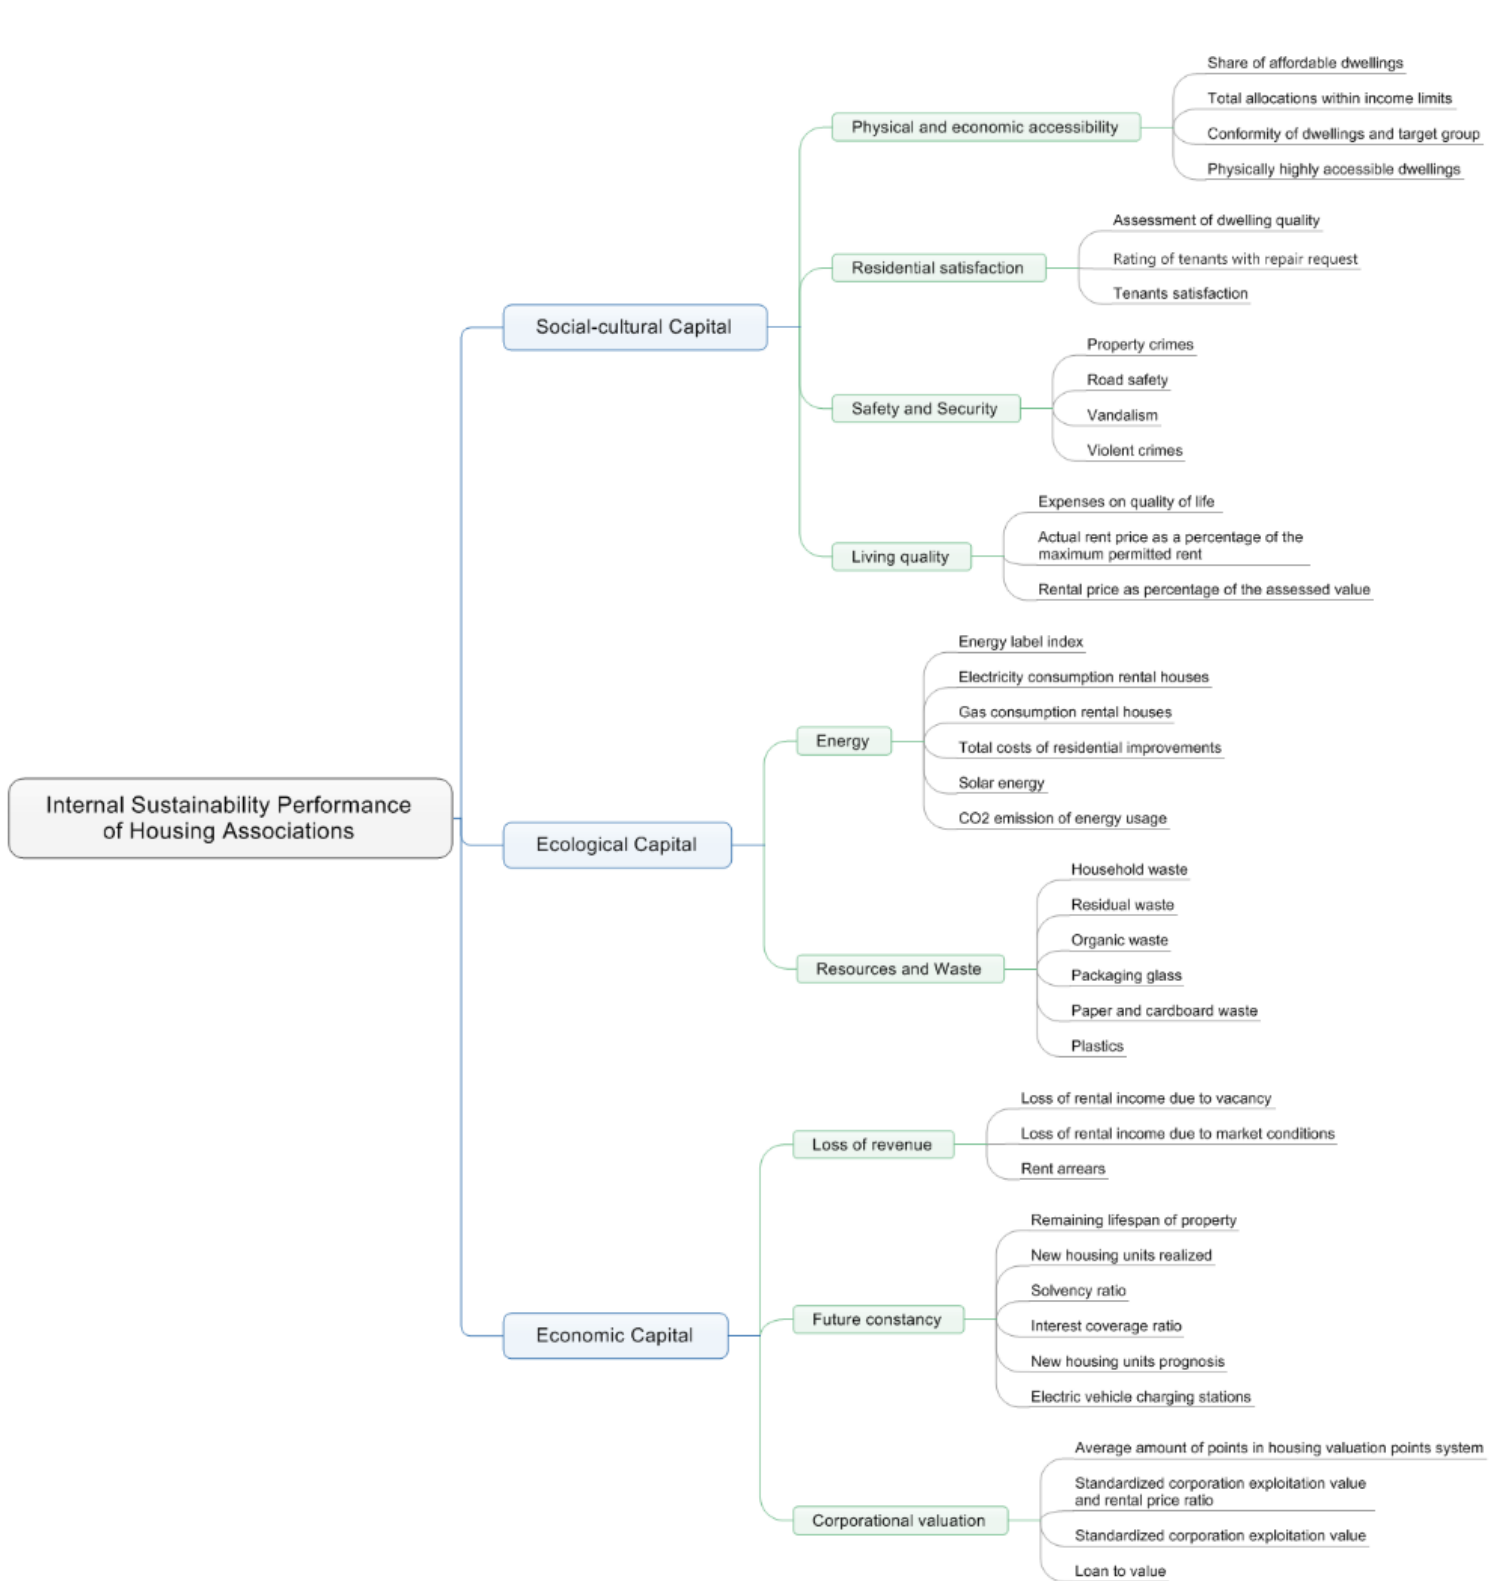 Internal Sustainability Performance
of Housing Associations
Social-cultural Capital
Physical and economic accessibility
Share of affordable dwellings
Total allocations within income limits
Conformity of dwellings and target group
Physically highly accessible dwellings
Residential satisfaction
Assessment of dwelling quality
Rating of tenants with repair request
Tenants satisfaction
Safety and Security
Property crimes
Road safety
Vandalism
Violent crimes
Living quality
Expenses on quality of life
Actual rent price as a percentage of the
maximum permitted rent
Rental price as percentage of the assessed value
Ecological Capital
Energy
Energy label index
Electricity consumption rental houses
Gas consumption rental houses
Total costs of residential improvements
Solar energy
CO2 emission of energy usage
Resources and Waste
Household waste
Residual waste
Organic waste
Packaging glass
Paper and cardboard waste
Plastics
Economic Capital
Loss of revenue
Loss of rental income due to vacancy
Loss of rental income due to market conditions
Rent arrears
Future constancy
Remaining lifespan of property
New housing units realized
Solvency ratio
Interest coverage ratio
New housing units prognosis
Electric vehicle charging stations
Corporational valuation
Average amount of points in housing valuation points system
Standardized corporation exploitation value
and rental price ratio
Standardized corporation exploitation value
Loan to value